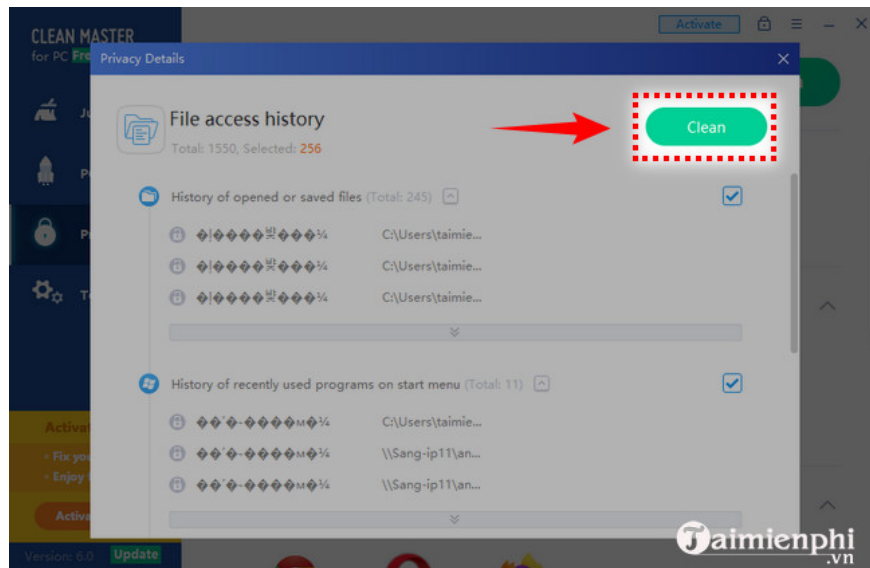 CLEAN MASTER
for PC Fre
Activate
Privacy Details
File access history
Total: 1550, Selected: 256
Clean
History of opened or saved files (Total: 245)
C:\Users\taimie...
C:\Users\taimie...
C:\Users\taimie...
History of recently used programs on start menu (Total: 11)
C:\Users\taimie...
\\Sang-ip11\an...
\\Sang-ip11\an...
Version: 6.0 Update
Taimienphi
.vn